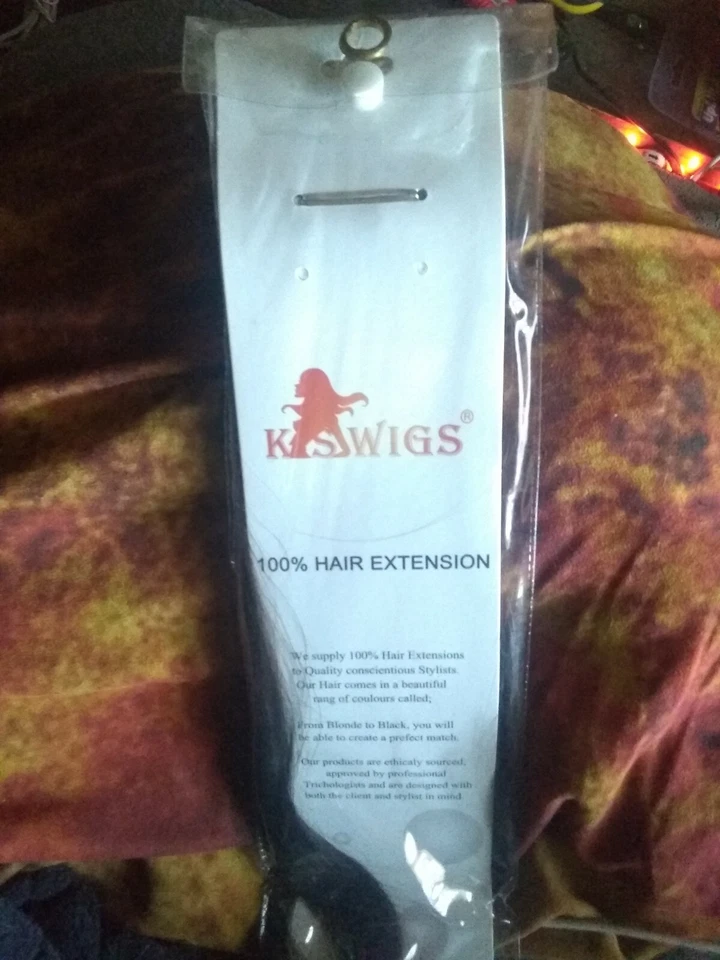 K SWIGS®
100% HAIR EXTENSION
We supply 100% Hair Extensions
to Quality conscientious Stylists.
Our Hair comes in a beautiful
rang of coulours called;
From Blonde to Black, you will
be able to create a prefect match.
Our products are ethicaly sourced,
approved by professional
Trichologists and are designed with
both the client and stylist in mind